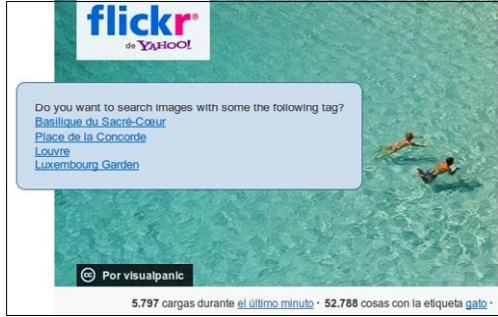 flickr
de YAHOO!
Do you want to search images with some the following tag?
Basilique du Sacré-Cœur
Place de la Concorde
Louvre
Luxembourg Garden
cc Por visualpanic
5.797 cargas durante el último minuto · 52.788 cosas con la etiqueta gato ·